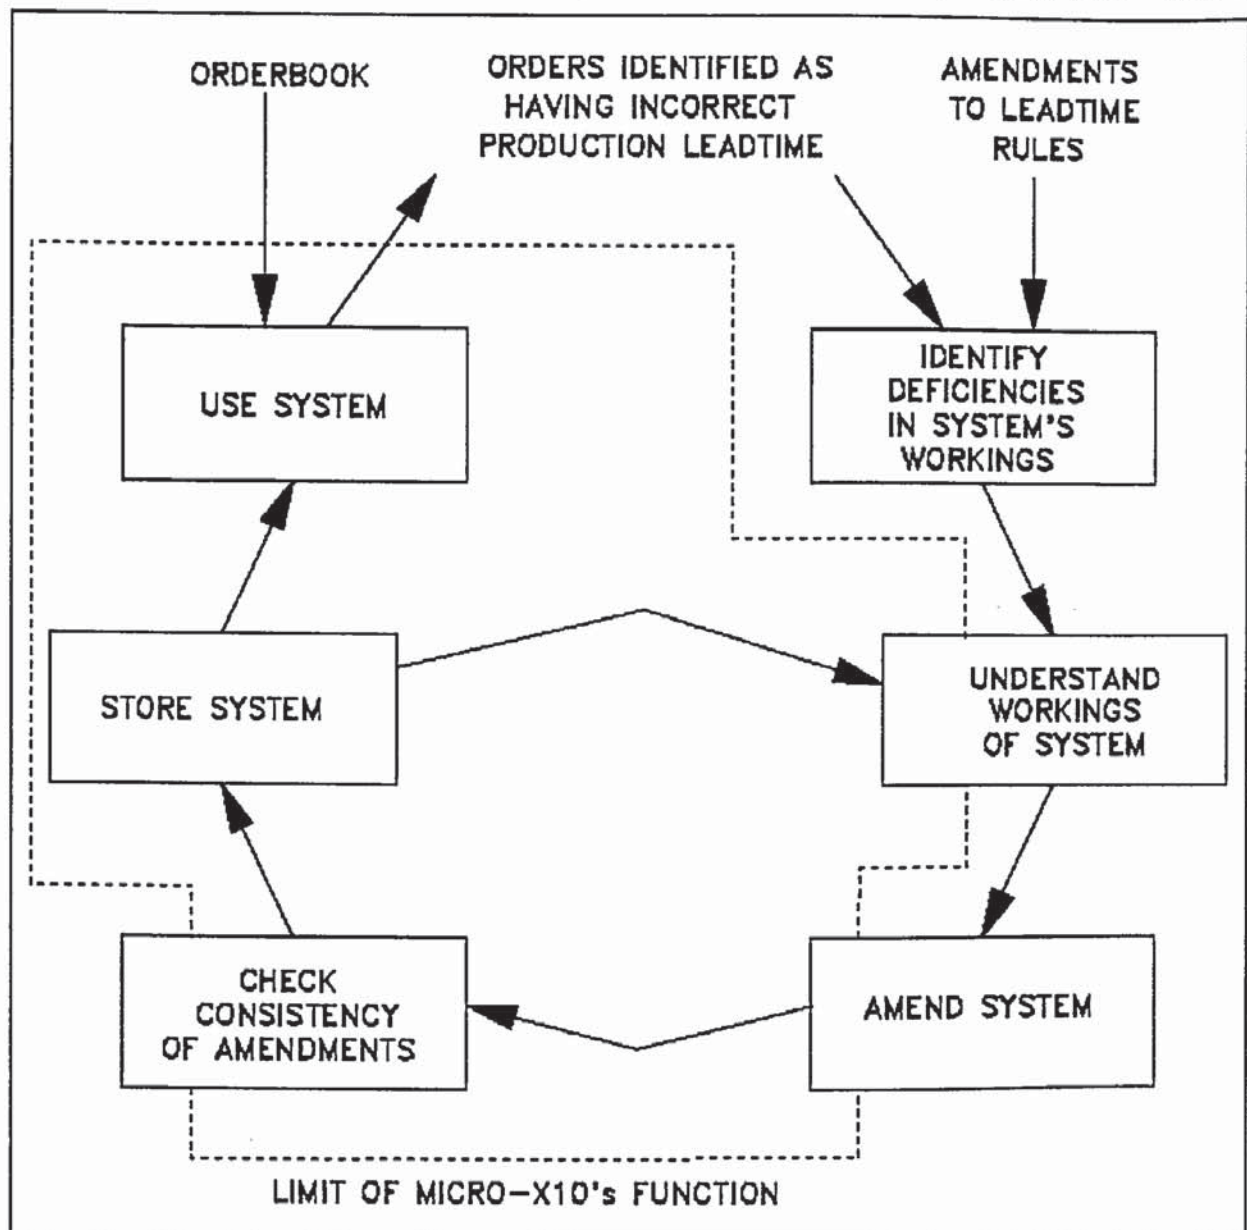 ORDERBOOK
ORDERS IDENTIFIED AS
HAVING INCORRECT
PRODUCTION LEADTIME
AMENDMENTS
TO LEADTIME
RULES
USE SYSTEM
IDENTIFY
DEFICIENCIES
IN SYSTEM'S
WORKINGS
STORE SYSTEM
UNDERSTAND
WORKINGS
OF SYSTEM
CHECK
CONSISTENCY
OF AMENDMENTS
AMEND SYSTEM
LIMIT OF MICRO-X10's FUNCTION